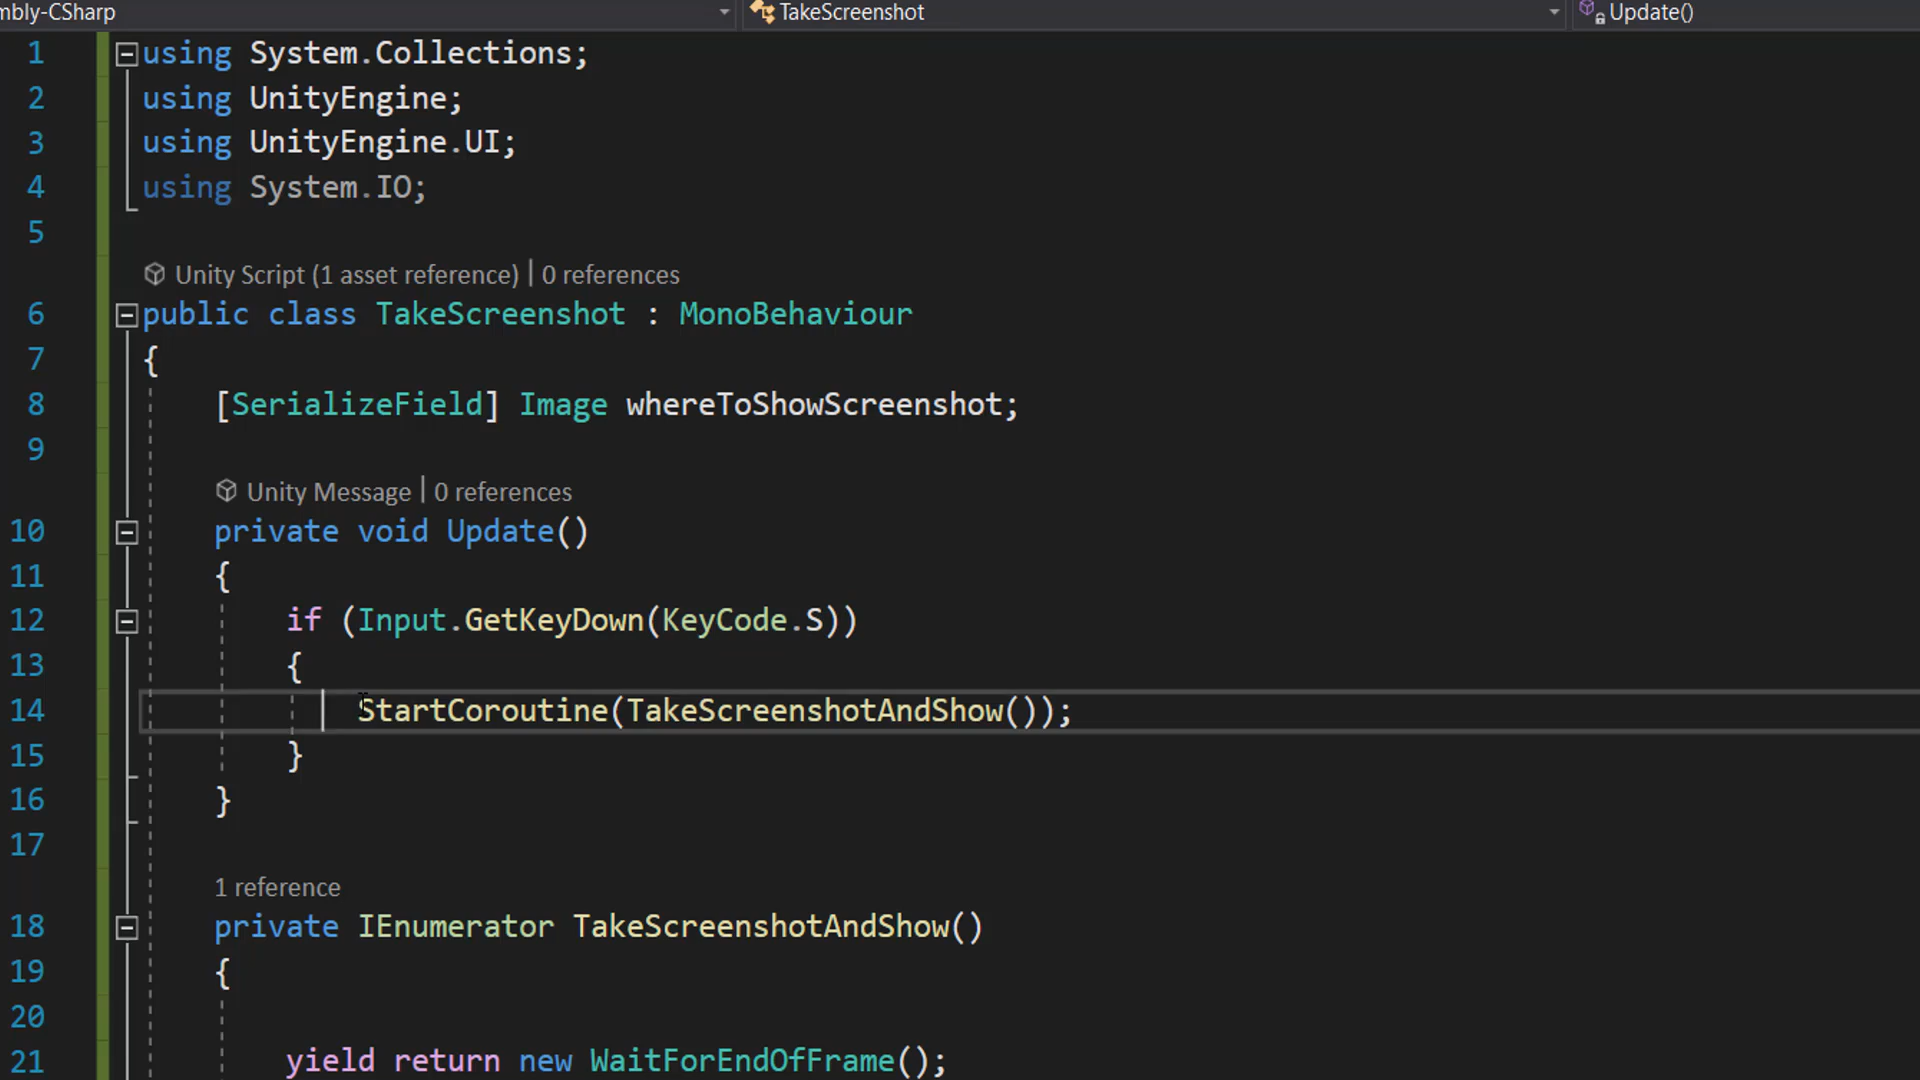 mbly-CSharp TakeScreenshot Update()
1 using System.Collections;
2 using UnityEngine;
3 using UnityEngine.UI;
4 using System.IO;
5
Unity Script (1 asset reference) | 0 references
6 public class TakeScreenshot : MonoBehaviour
7 {
8 [SerializeField] Image whereToShowScreenshot;
9
Unity Message | 0 references
10 private void Update()
11 {
12 if (Input.GetKeyDown(KeyCode.S))
13 {
14 StartCoroutine(TakeScreenshotAndShow());
15 }
16 }
17
1 reference
18 private IEnumerator TakeScreenshotAndShow()
19 {
20
21 yield return new WaitForEndOfFrame();